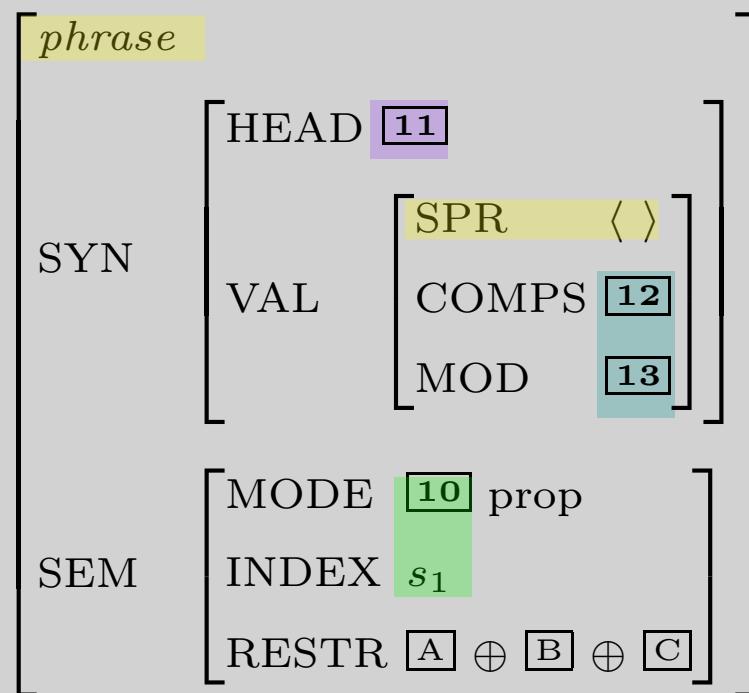 phrase
HEAD 11
SPR ⟨ ⟩
SYN
VAL COMPS 12
MOD 13
MODE 10 prop
SEM INDEX s₁
RESTR A ⊕ B ⊕ C